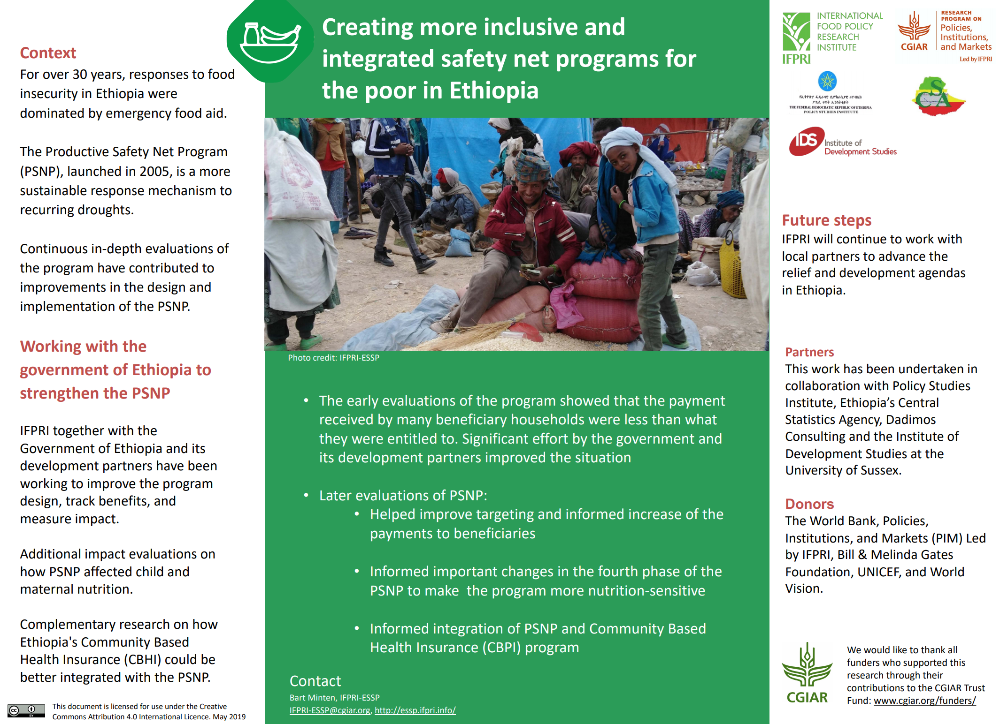 Context
For over 30 years, responses to food
insecurity in Ethiopia were
dominated by emergency food aid.
The Productive Safety Net Program
(PSNP), launched in 2005, is a more
sustainable response mechanism to
recurring droughts.
Continuous in-depth evaluations of
the program have contributed to
improvements in the design and
implementation of the PSNP.
Working with the
government of Ethiopia to
strengthen the PSNP
IFPRI together with the
Government of Ethiopia and its
development partners have been
working to improve the program
design, track benefits, and
measure impact.
Additional impact evaluations on
how PSNP affected child and
maternal nutrition.
Complementary research on how
Ethiopia's Community Based
Health Insurance (CBHI) could be
better integrated with the PSNP.
cc
BY
This document is licensed for use under the Creative
Commons Attribution 4.0 International Licence. May 2019
Creating more inclusive and
integrated safety net programs for
the poor in Ethiopia
Photo credit: IFPRI-ESSP
• The early evaluations of the program showed that the payment
received by many beneficiary households were less than what
they were entitled to. Significant effort by the government and
its development partners improved the situation
• Later evaluations of PSNP:
• Helped improve targeting and informed increase of the
payments to beneficiaries
• Informed important changes in the fourth phase of the
PSNP to make  the program more nutrition-sensitive
• Informed integration of PSNP and Community Based
Health Insurance (CBPI) program
Contact
Bart Minten, IFPRI-ESSP
IFPRI-ESSP@cgiar.org, http://essp.ifpri.info/
IFPRI
INTERNATIONAL
FOOD POLICY
RESEARCH
INSTITUTE
CGIAR
RESEARCH
PROGRAM ON
Policies,
Institutions,
and Markets
Led by IFPRI
THE FEDERAL DEMOCRATIC REPUBLIC OF ETHIOPIA
POLICY STUDIES INSTITUTE
CSA
IDS
Institute of
Development Studies
Future steps
IFPRI will continue to work with
local partners to advance the
relief and development agendas
in Ethiopia.
Partners
This work has been undertaken in
collaboration with Policy Studies
Institute, Ethiopia’s Central
Statistics Agency, Dadimos
Consulting and the Institute of
Development Studies at the
University of Sussex.
Donors
The World Bank, Policies,
Institutions, and Markets (PIM) Led
by IFPRI, Bill & Melinda Gates
Foundation, UNICEF, and World
Vision.
CGIAR
We would like to thank all
funders who supported this
research through their
contributions to the CGIAR Trust
Fund: www.cgiar.org/funders/